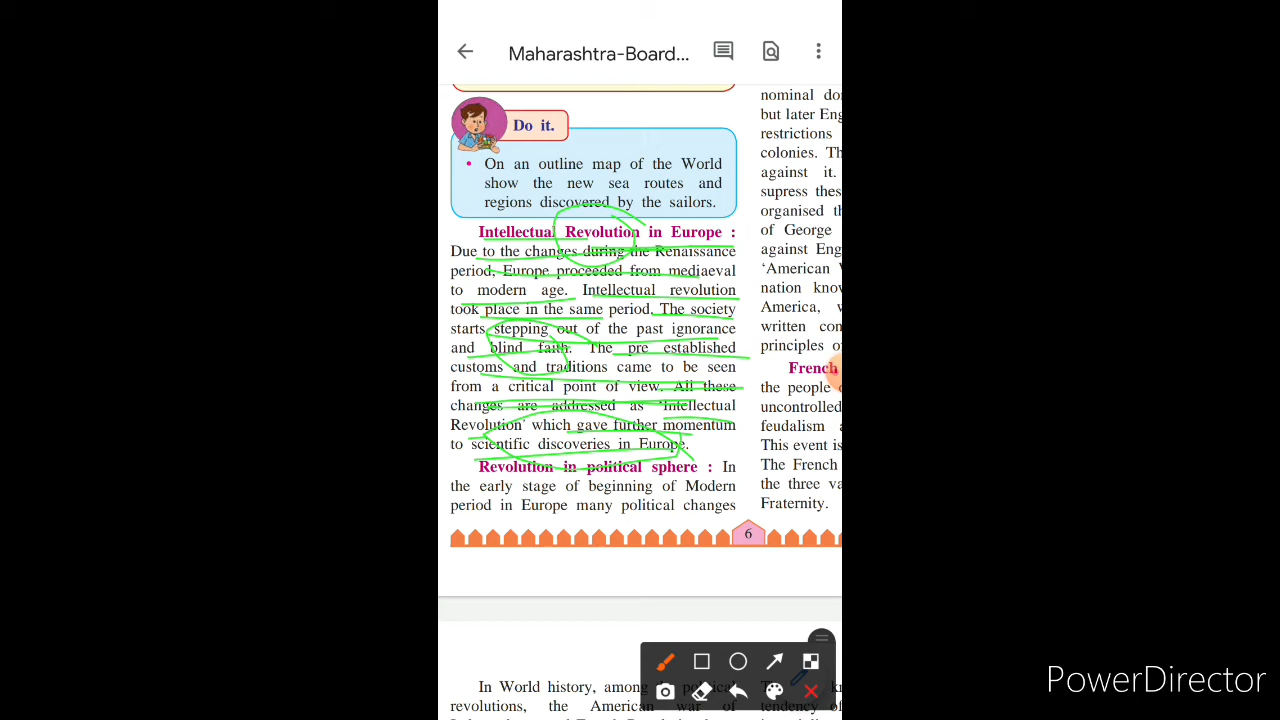 Maharashtra-Board...
Do it.
• On an outline map of the World
show the new sea routes and
regions discovered by the sailors.
Intellectual Revolution in Europe :
Due to the changes during the Renaissance
period, Europe proceeded from mediaeval
to modern age. Intellectual revolution
took place in the same period. The society
starts stepping out of the past ignorance
and blind faith. The pre established
customs and traditions came to be seen
from a critical point of view. All these
changes are addressed as 'Intellectual
Revolution' which gave further momentum
to scientific discoveries in Europe.
Revolution in political sphere : In
the early stage of beginning of Modern
period in Europe many political changes
nominal
but later
restrictions
colonies.
against it.
supress these
organised
of George
against
'American
nation
America,
written
principles
French
the people
uncontrolled
feudalism
This event is
The French
the three
Fraternity.
6
In World history, among
revolutions, the American war of
tendency
PowerDirector